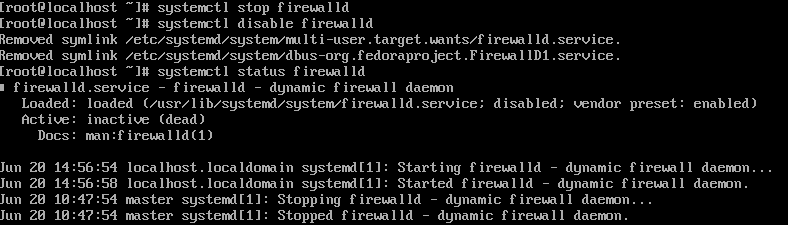 [root@localhost ~]# systemctl stop firewalld
[root@localhost ~]# systemctl disable firewalld
Removed symlink /etc/systemd/system/multi-user.target.wants/firewalld.service.
Removed symlink /etc/systemd/system/dbus-org.fedoraproject.FirewallD1.service.
[root@localhost ~]# systemctl status firewalld
■ firewalld.service - firewalld - dynamic firewall daemon
   Loaded: loaded (/usr/lib/systemd/system/firewalld.service; disabled; vendor preset: enabled)
   Active: inactive (dead)
     Docs: man:firewalld(1)
Jun 20 14:56:54 localhost.localdomain systemd[1]: Starting firewalld - dynamic firewall daemon...
Jun 20 14:56:58 localhost.localdomain systemd[1]: Started firewalld - dynamic firewall daemon.
Jun 20 10:47:54 master systemd[1]: Stopping firewalld - dynamic firewall daemon...
Jun 20 10:47:54 master systemd[1]: Stopped firewalld - dynamic firewall daemon.